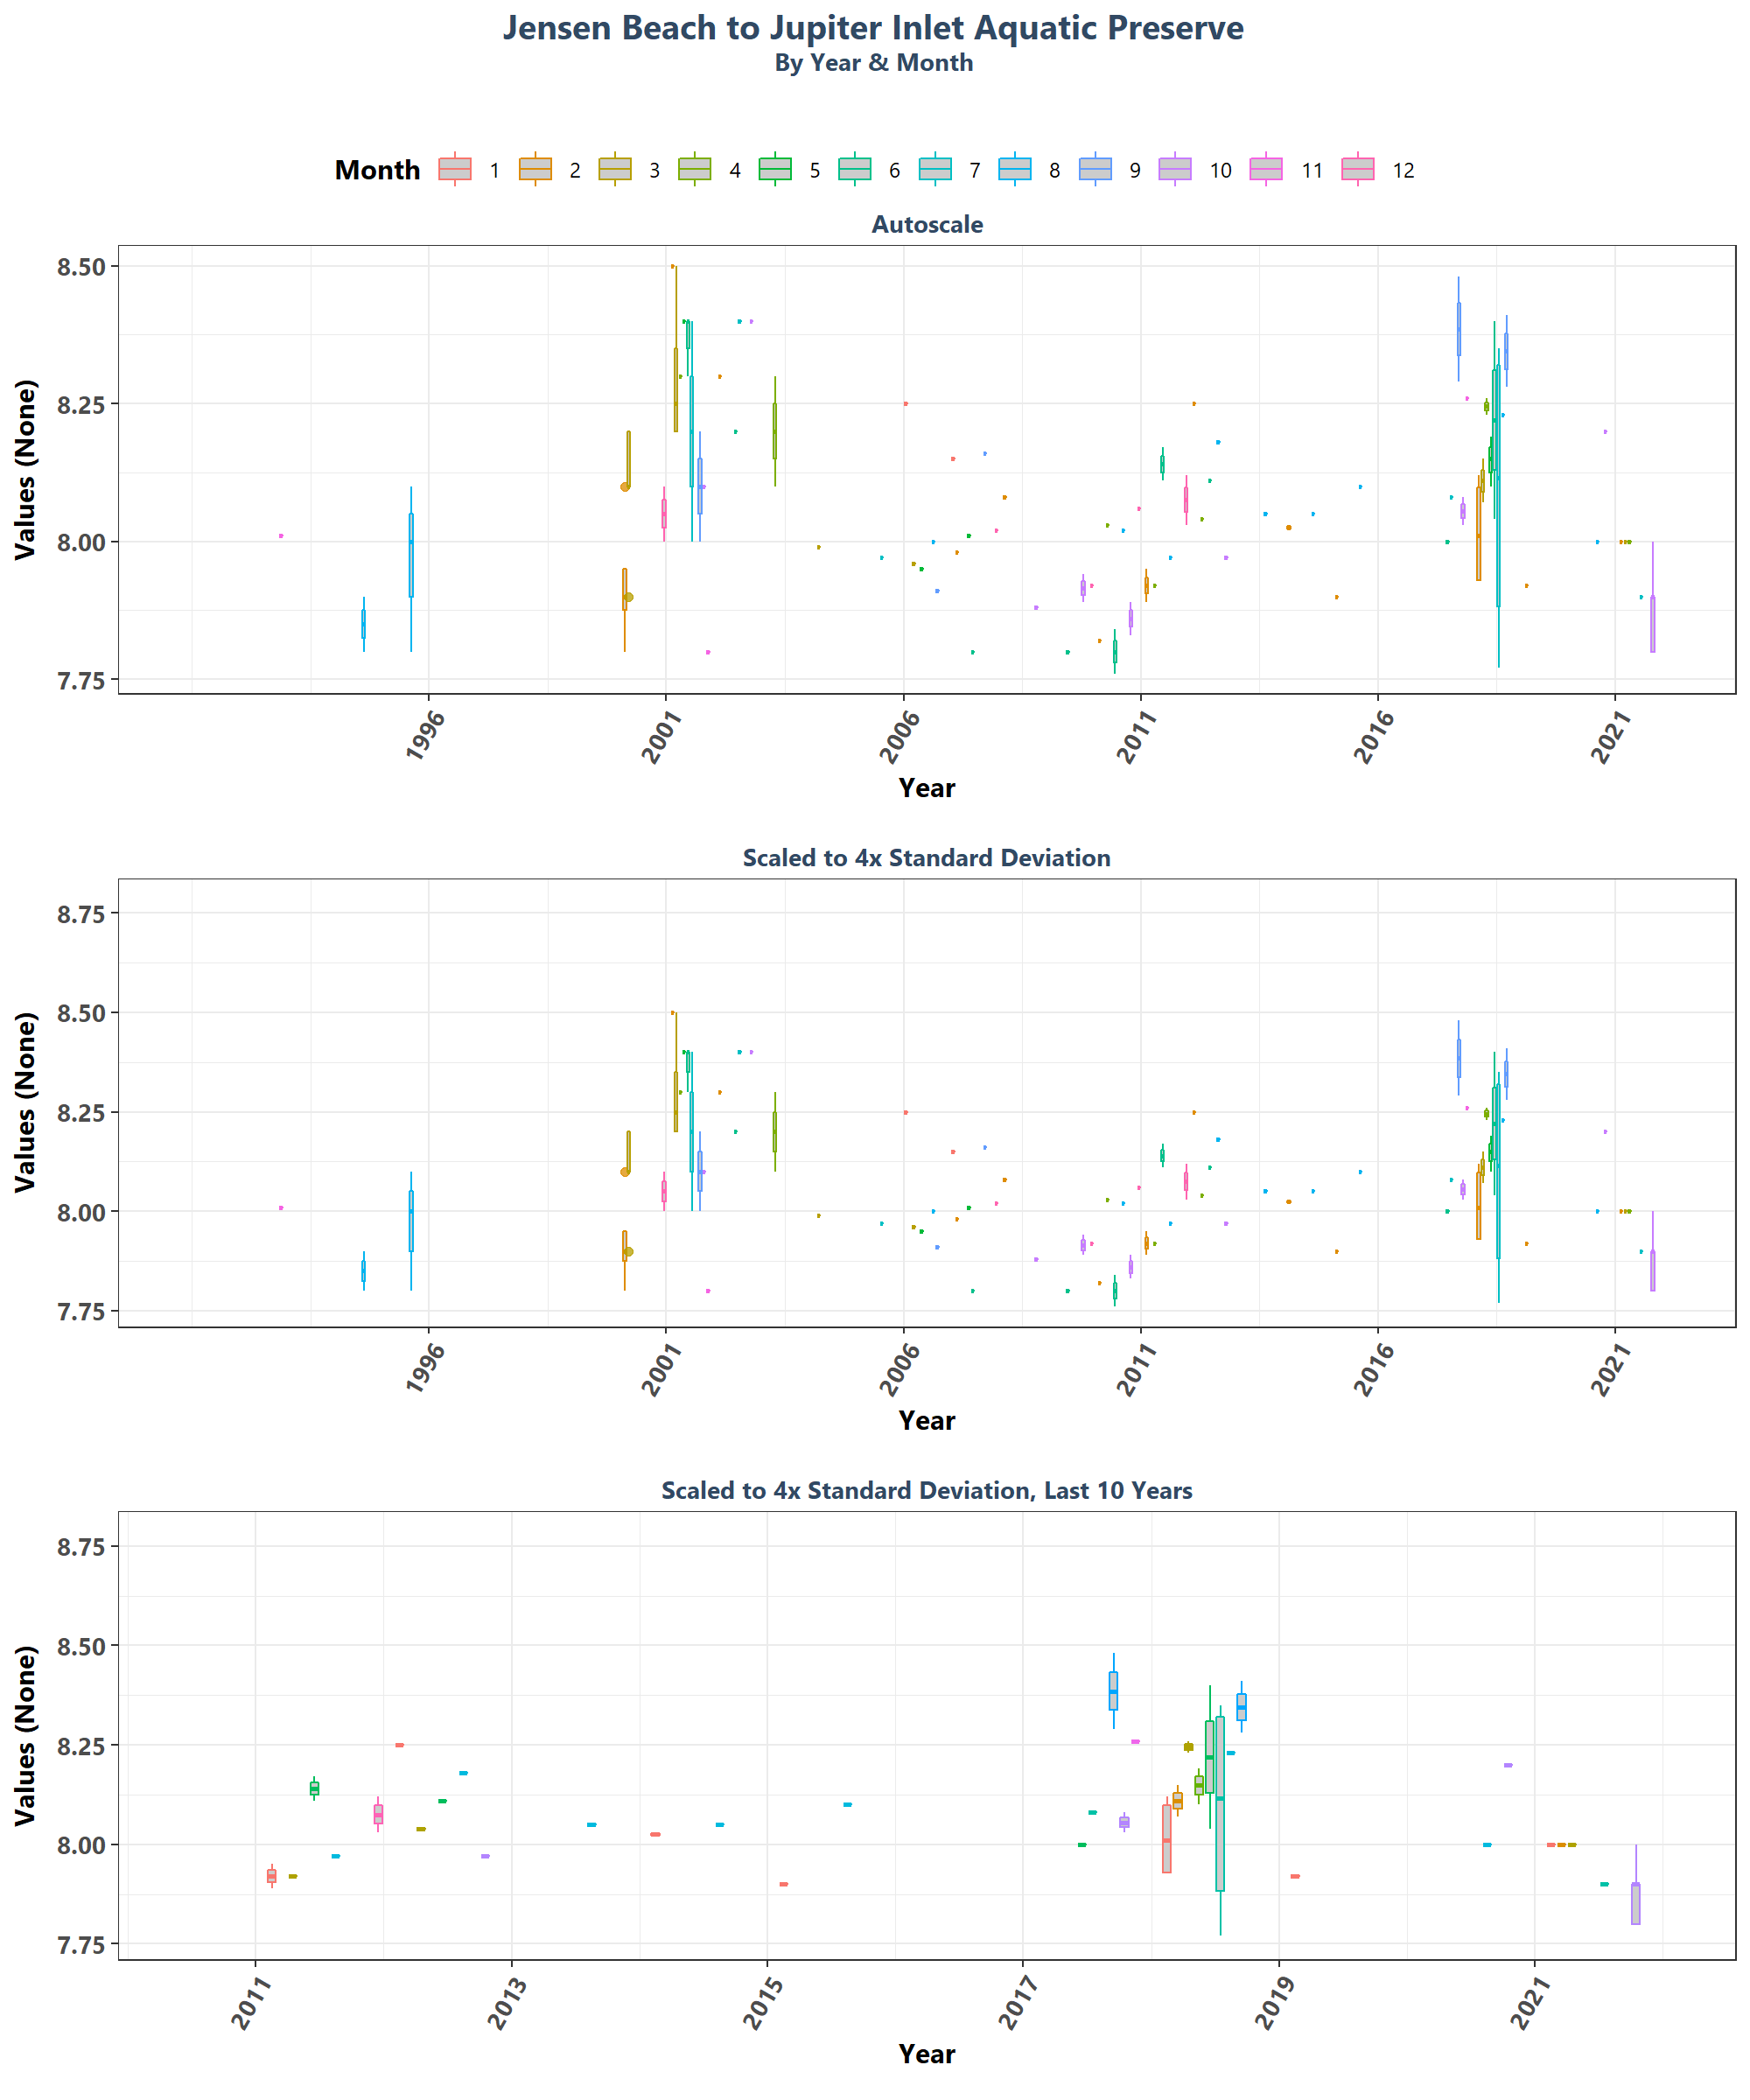 Jensen Beach to Jupiter Inlet Aquatic Preserve
By Year & Month
Month 1 2 3 4 5 6 7 8 9 10 11 12
Autoscale
Values (None)
8.50
8.25
8.00
7.75
1996 2001 2006 2011 2016 2021
Year
Scaled to 4x Standard Deviation
Values (None)
8.75
8.50
8.25
8.00
7.75
1996 2001 2006 2011 2016 2021
Year
Scaled to 4x Standard Deviation, Last 10 Years
Values (None)
8.75
8.50
8.25
8.00
7.75
2011 2013 2015 2017 2019 2021
Year